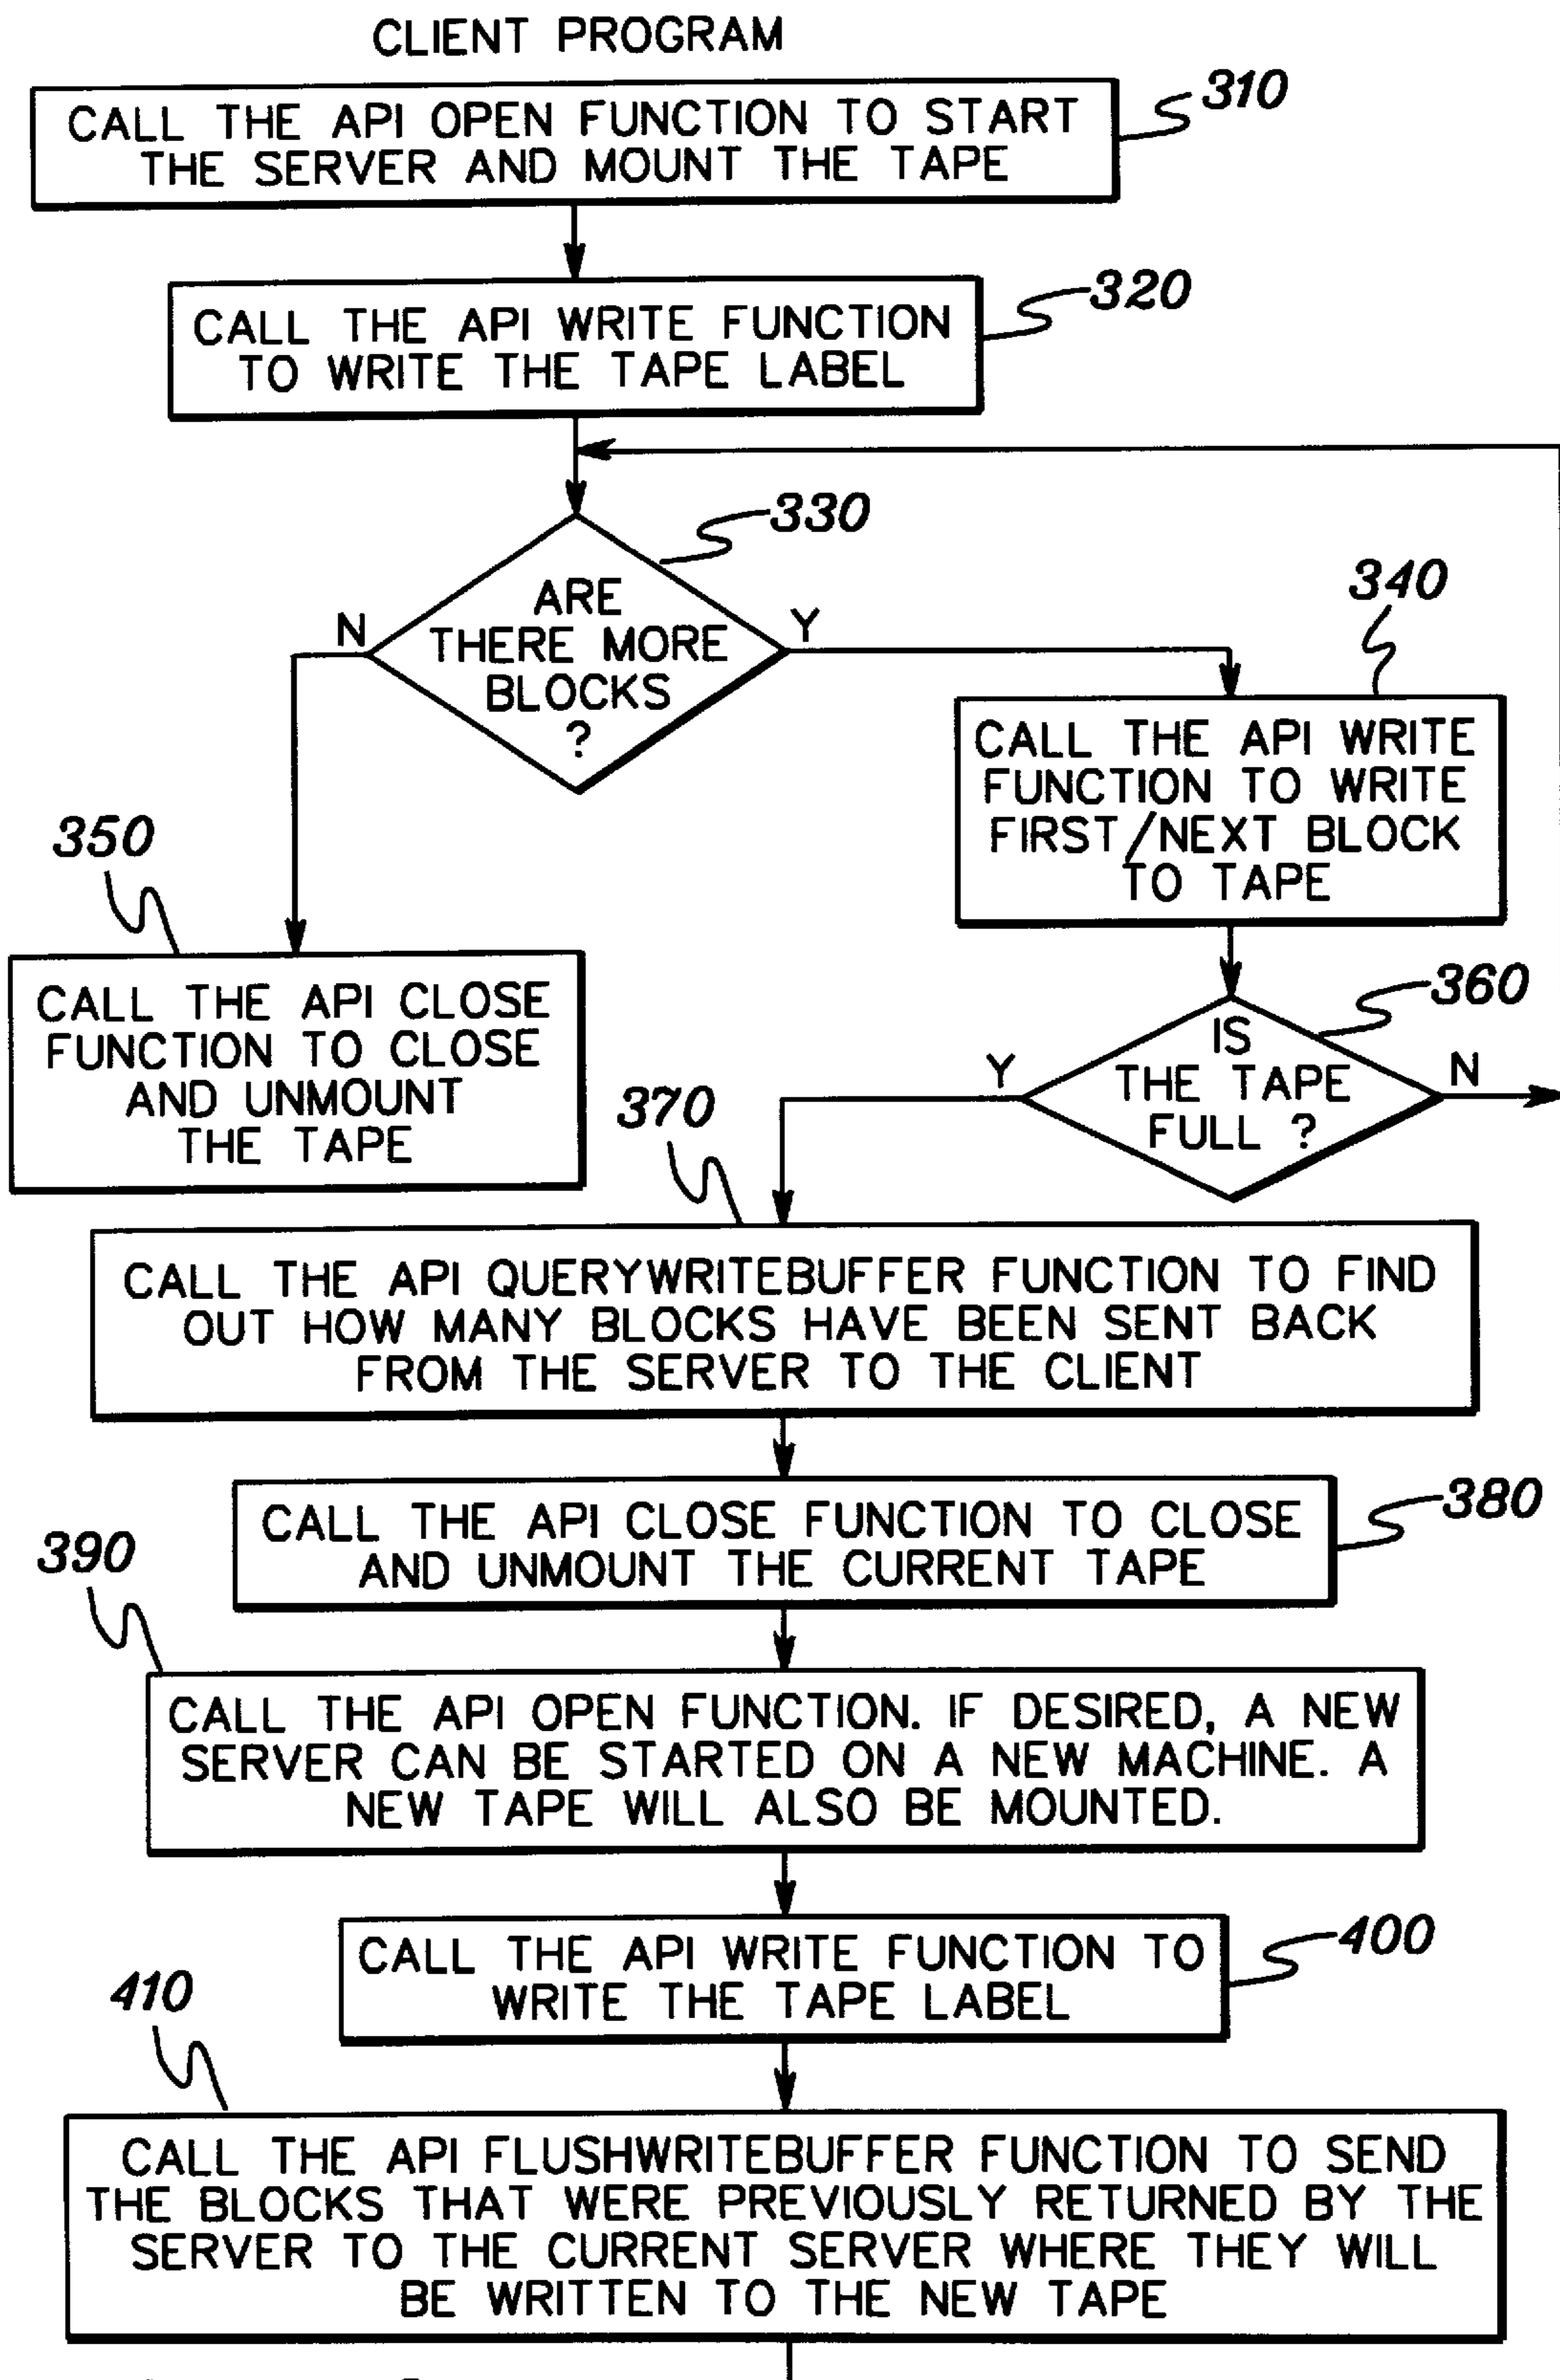 CLIENT PROGRAM
310
CALL THE API OPEN FUNCTION TO START
THE SERVER AND MOUNT THE TAPE
320
CALL THE API WRITE FUNCTION
TO WRITE THE TAPE LABEL
330
ARE
THERE MORE
BLOCKS
?
N
Y
340
CALL THE API WRITE
FUNCTION TO WRITE
FIRST/NEXT BLOCK
TO TAPE
350
CALL THE API CLOSE
FUNCTION TO CLOSE
AND UNMOUNT
THE TAPE
360
IS
THE TAPE
FULL ?
Y
N
370
CALL THE API QUERYWRITEBUFFER FUNCTION TO FIND
OUT HOW MANY BLOCKS HAVE BEEN SENT BACK
FROM THE SERVER TO THE CLIENT
380
CALL THE API CLOSE FUNCTION TO CLOSE
AND UNMOUNT THE CURRENT TAPE
390
CALL THE API OPEN FUNCTION. IF DESIRED, A NEW
SERVER CAN BE STARTED ON A NEW MACHINE. A
NEW TAPE WILL ALSO BE MOUNTED.
400
CALL THE API WRITE FUNCTION TO
WRITE THE TAPE LABEL
410
CALL THE API FLUSHWRITEBUFFER FUNCTION TO SEND
THE BLOCKS THAT WERE PREVIOUSLY RETURNED BY THE
SERVER TO THE CURRENT SERVER WHERE THEY WILL
BE WRITTEN TO THE NEW TAPE